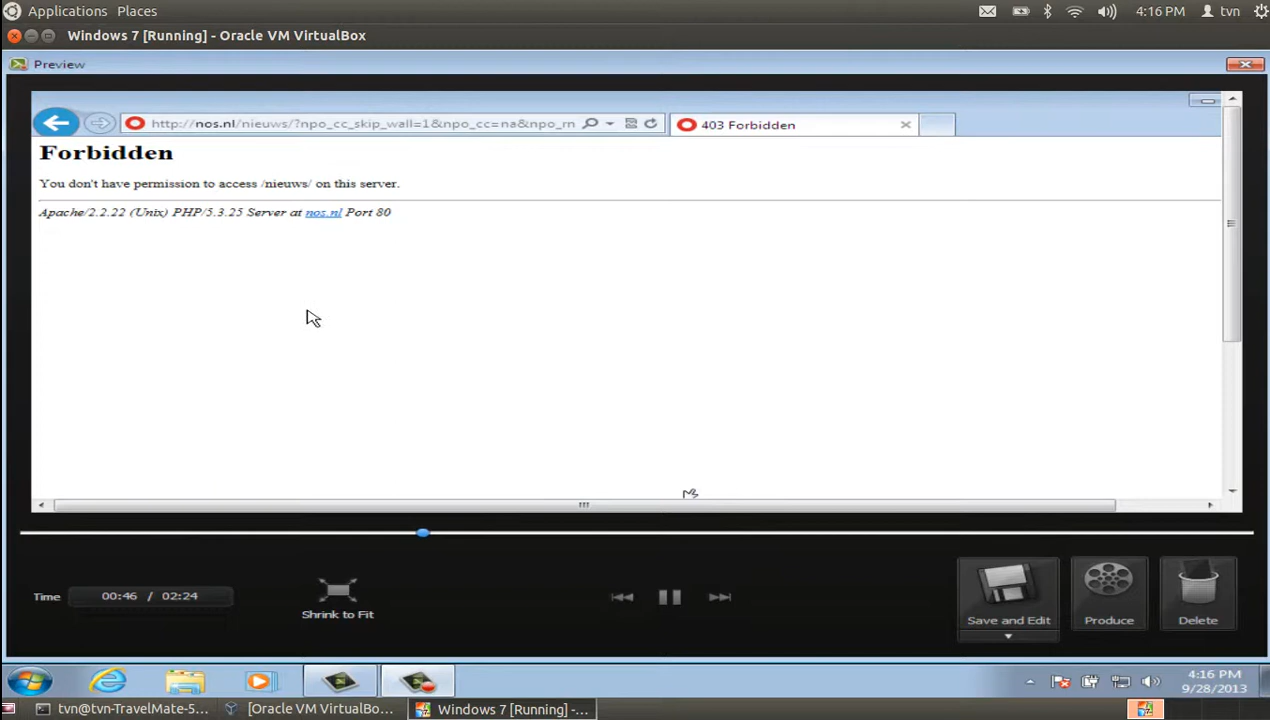 Applications Places 4:16 PM tvn
Windows 7 [Running] - Oracle VM VirtualBox
Preview
http://nos.nl/nieuws/?npo_cc_skip_wall=1&npo_cc=na&npo_rn
403 Forbidden
Forbidden
You don't have permission to access /nieuws/ on this server.
Apache/2.2.22 (Unix) PHP/5.3.25 Server at nos.nl Port 80
Time 00:46 / 02:24
Shrink to Fit
Save and Edit
Produce
Delete
4:16 PM
9/28/2013
tvn@tvn-TravelMate-5...
[Oracle VM VirtualBo...
Windows 7 [Running] -...